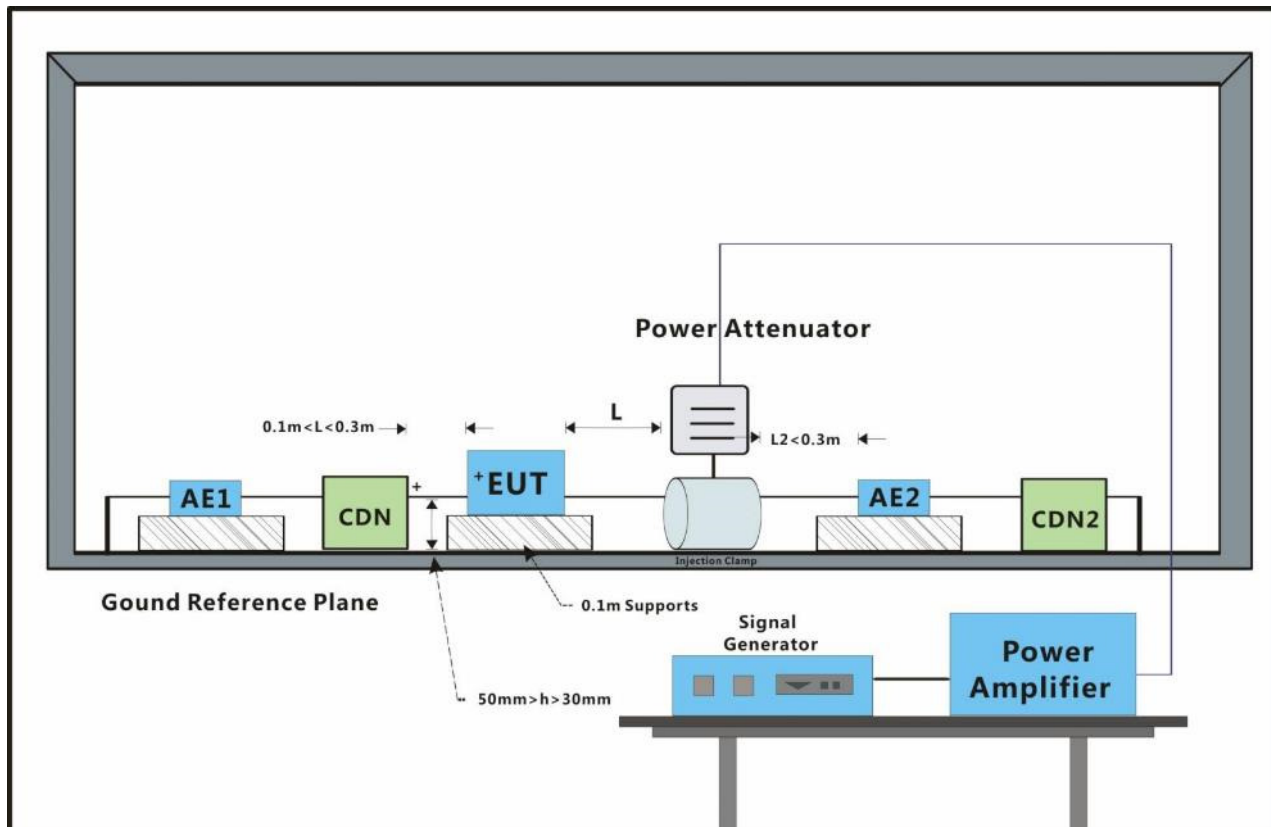 Power Attenuator
0.1m<L<0.3m
L
L2<0.3m
AE1
CDN
+
+EUT
AE2
CDN2
Injection Clamp
Gound Reference Plane
0.1m Supports
50mm>h>30mm
Signal
Generator
Power
Amplifier